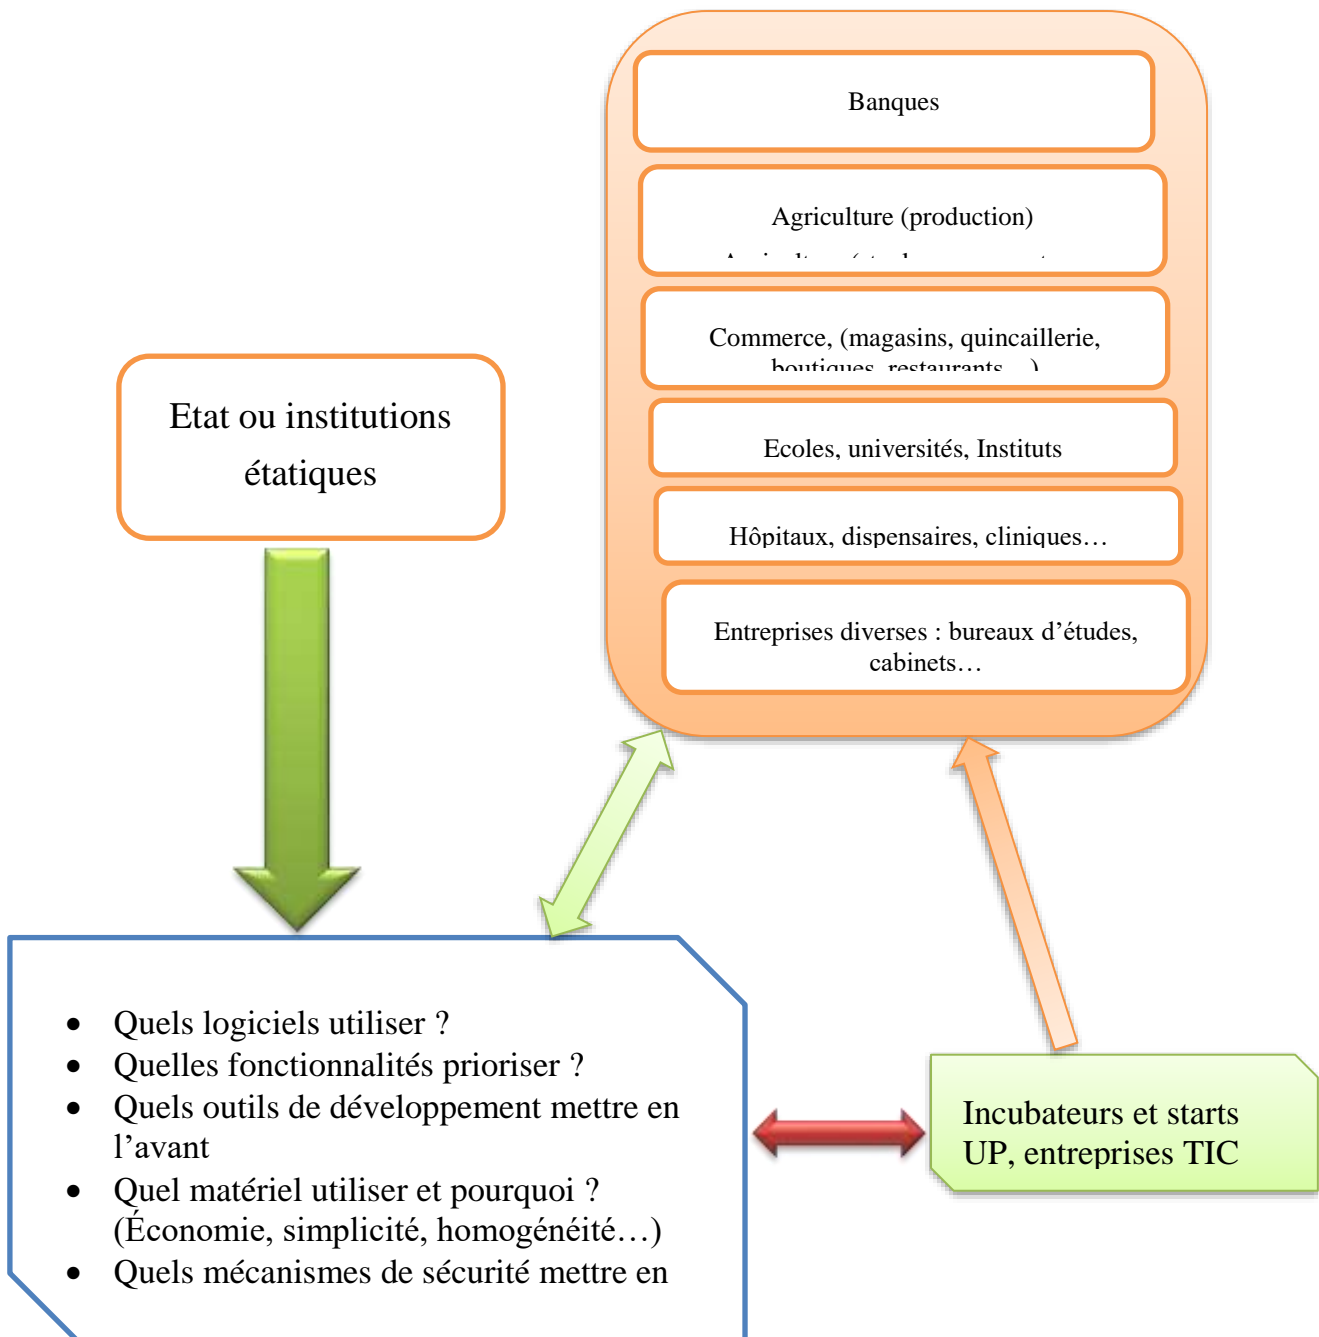 Banques
Agriculture (production)
Commerce, (magasins, quincaillerie,
boutiques, restaurants…)
Ecoles, universités, Instituts
Hôpitaux, dispensaires, cliniques…
Entreprises diverses : bureaux d’études,
cabinets…
Etat ou institutions
étatiques
• Quels logiciels utiliser ?
• Quelles fonctionnalités prioriser ?
• Quels outils de développement mettre en
l’avant
• Quel matériel utiliser et pourquoi ?
(Économie, simplicité, homogénéité…)
• Quels mécanismes de sécurité mettre en
Incubateurs et starts
UP, entreprises TIC